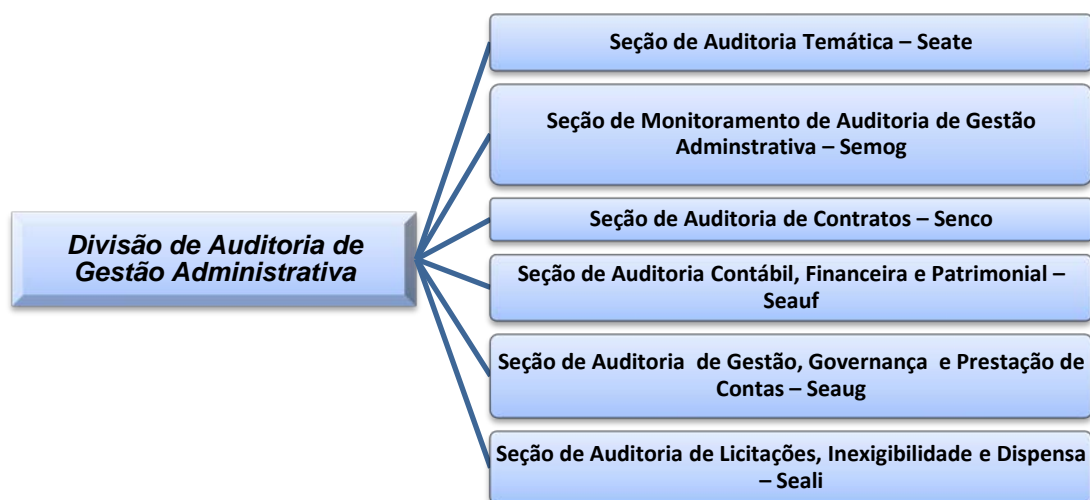 Seção de Auditoria Temática – Seate
Seção de Monitoramento de Auditoria de Gestão
Adminstrativa – Semog
Seção de Auditoria de Contratos – Senco
Divisão de Auditoria de
Gestão Administrativa
Seção de Auditoria Contábil, Financeira e Patrimonial –
Seauf
Seção de Auditoria de Gestão, Governança e Prestação de
Contas – Seaug
Seção de Auditoria de Licitações, Inexigibilidade e Dispensa
– Seali